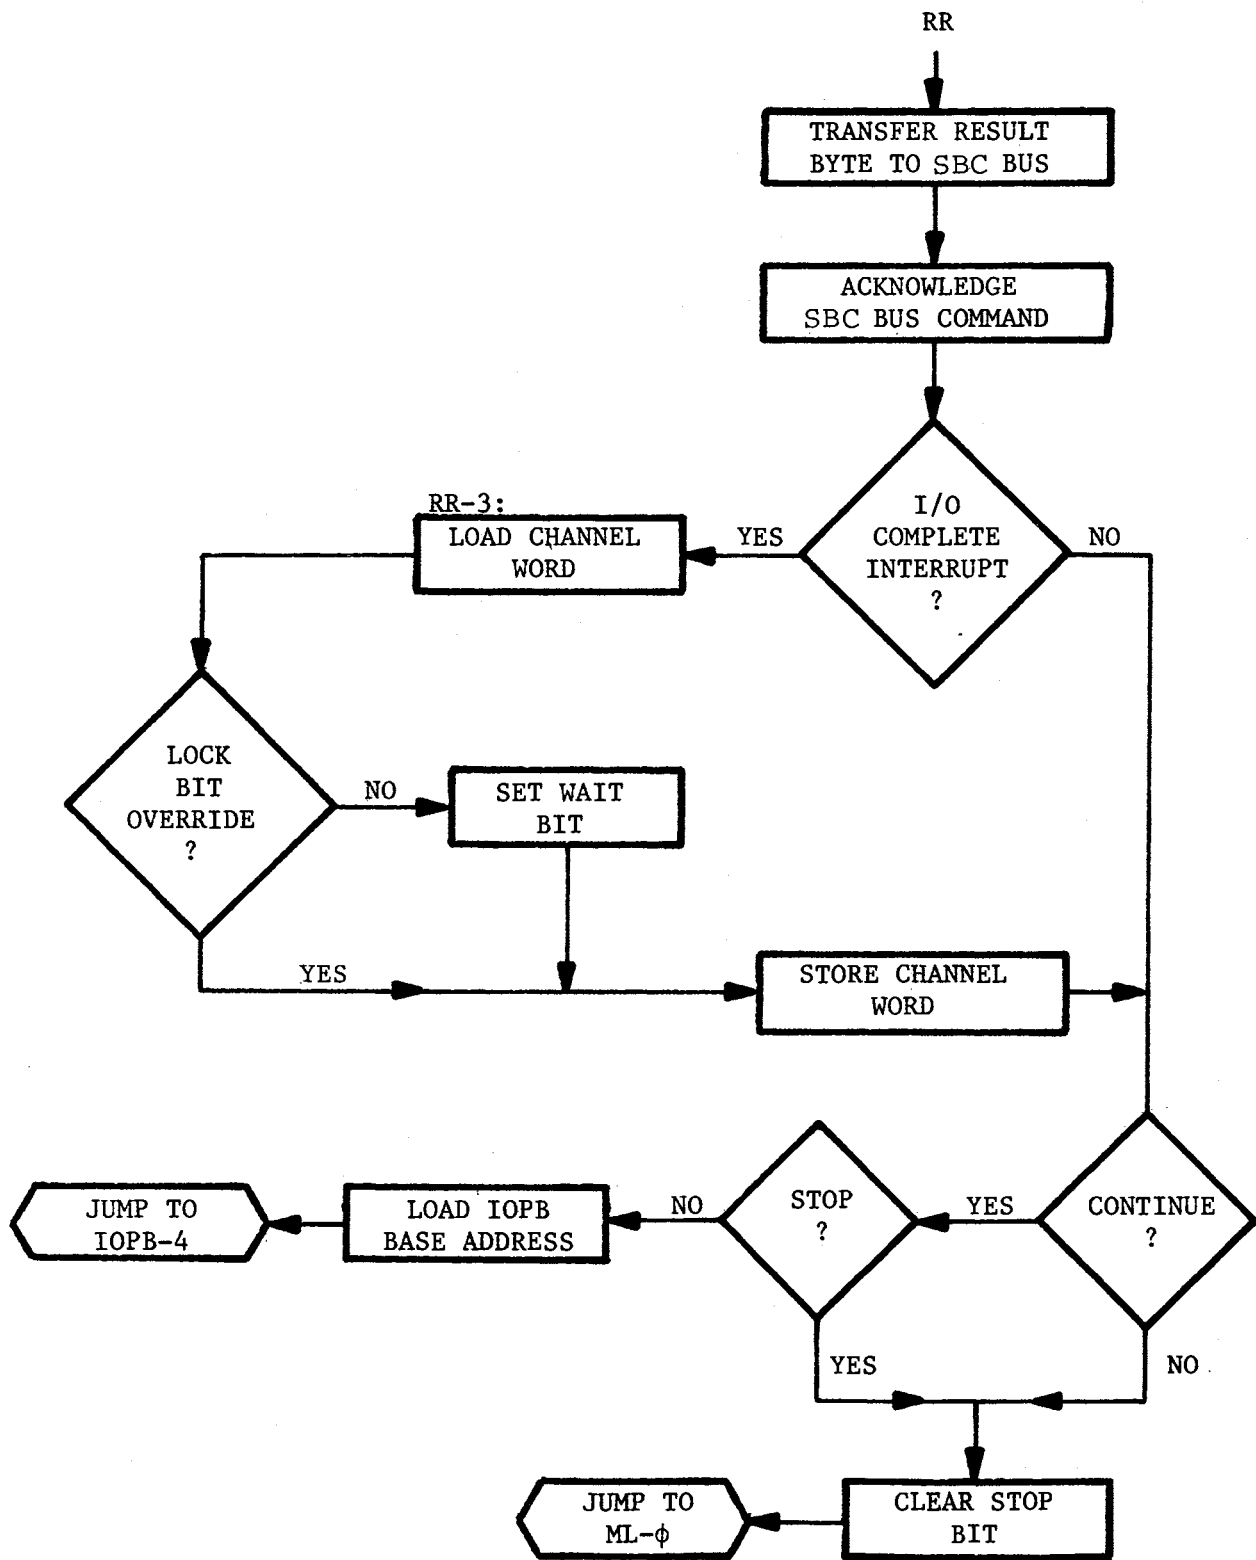 RR
TRANSFER RESULT
BYTE TO SBC BUS
ACKNOWLEDGE
SBC BUS COMMAND
I/O
COMPLETE
INTERRUPT
?
YES
NO
RR-3:
LOAD CHANNEL
WORD
LOCK
BIT
OVERRIDE
?
NO
SET WAIT
BIT
YES
STORE CHANNEL
WORD
CONTINUE
?
YES
STOP
?
NO
LOAD IOPB
BASE ADDRESS
JUMP TO
IOPB-4
YES
NO
CLEAR STOP
BIT
JUMP TO
ML-ϕ